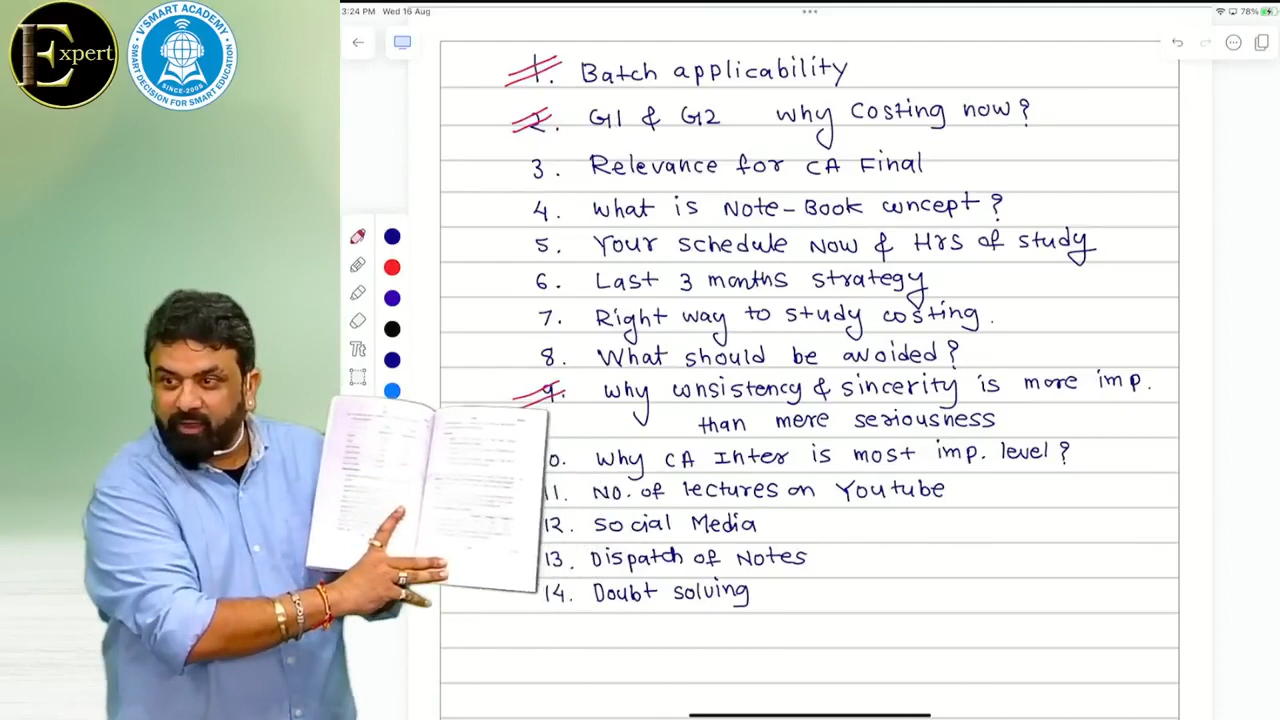 3:24 PM Wed 16 Aug
78%
Expert
V'SMART ACADEMY
SINCE-2005
SMART DECISION FOR SMART EDUCATION
1. Batch applicability
2. G1 & G2 Why Costing now?
3. Relevance for CA Final
4. What is Note-Book concept?
5. Your schedule Now & Hrs of study
6. Last 3 months strategy
7. Right way to study costing.
8. What should be avoided?
9. Why consistency & sincerity is more imp.
than mere seriousness
0. Why CA Inter is most imp. level?
11. No. of lectures on Youtube
12. Social Media
13. Dispatch of Notes
14. Doubt solving
Tt